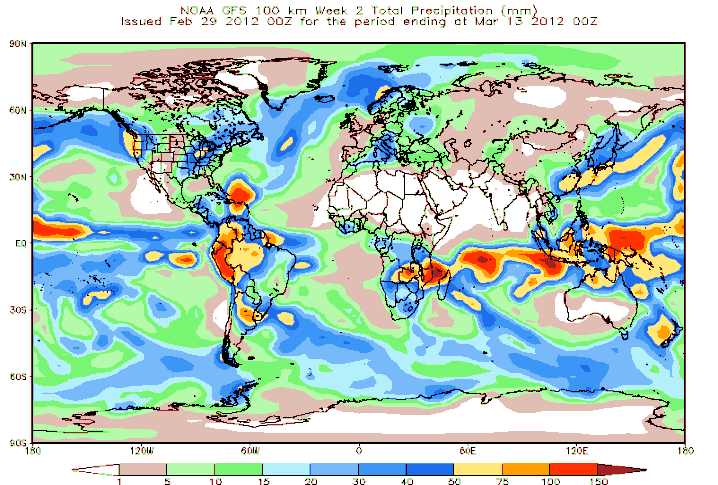 NOAA GFS 100 km Week 2 Total Precipitation (mm)
Issued Feb 29 2012 00Z for the period ending at Mar 13 2012 00Z
90N
60N
30N
EQ
30S
60S
90S
180 120W 60W 0 60E 120E 180
1 5 10 15 20 30 40 50 75 100 150